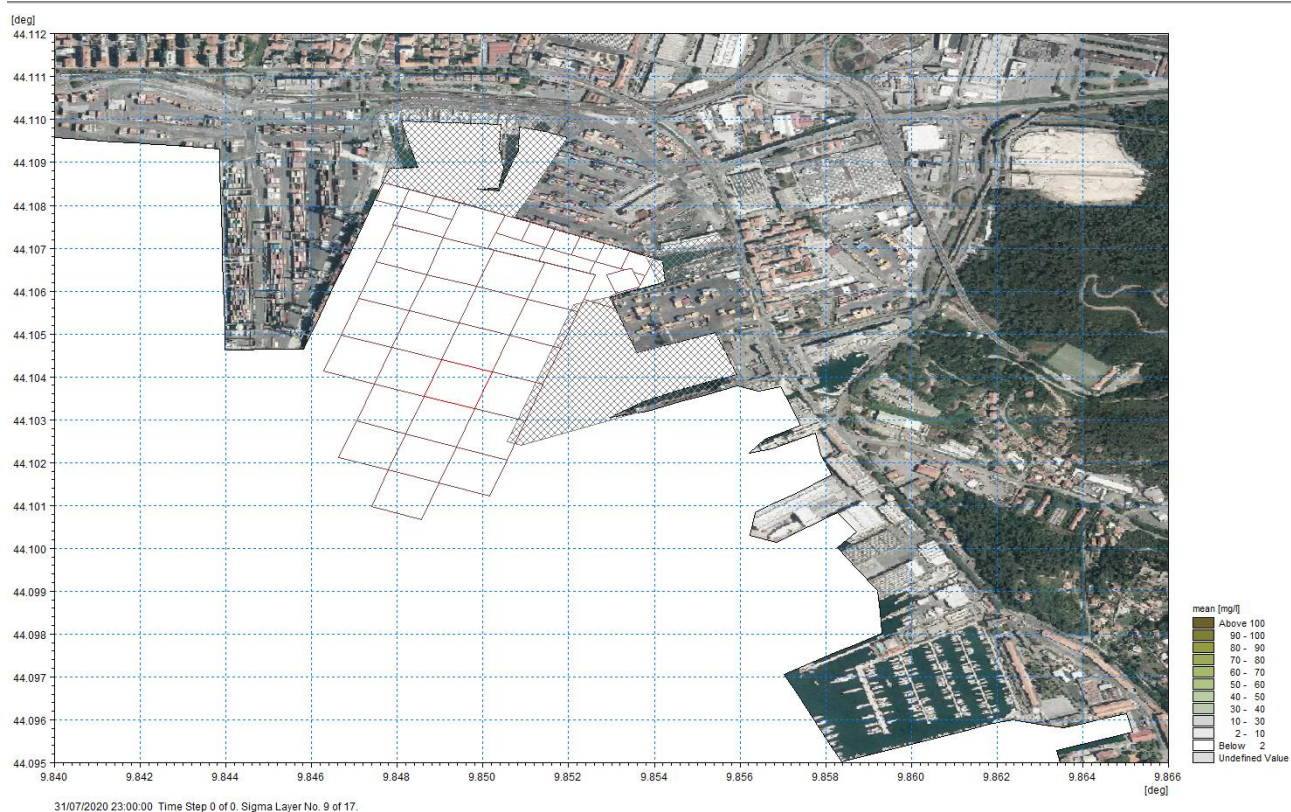 [deg]
44.112
44.111
44.110
44.109
44.108
44.107
44.106
44.105
44.104
44.103
44.102
44.101
44.100
44.099
44.098
44.097
44.096
44.095
9.840 9.842 9.844 9.846 9.848 9.850 9.852 9.854 9.856 9.858 9.860 9.862 9.864 9.866
[deg]
mean [mg/l]
Above 100
90 - 100
80 - 90
70 - 80
60 - 70
50 - 60
40 - 50
30 - 40
10 - 30
2 - 10
Below 2
Undefined Value
31/07/2020 23:00:00 Time Step 0 of 0. Sigma Layer No. 9 of 17.